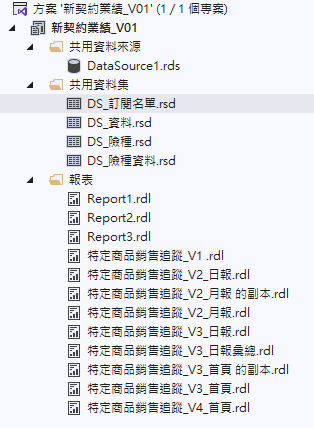 方案 '新契約業績_V01' (1 / 1 個專案)
新契約業績_V01
共用資料來源
DataSource1.rds
共用資料集
DS_訂閱名單.rsd
DS_資料.rsd
DS_險種.rsd
DS_險種資料.rsd
報表
Report1.rdl
Report2.rdl
Report3.rdl
特定商品銷售追蹤_V1 .rdl
特定商品銷售追蹤_V2_日報.rdl
特定商品銷售追蹤_V2_月報 的副本.rdl
特定商品銷售追蹤_V2_月報.rdl
特定商品銷售追蹤_V3_日報.rdl
特定商品銷售追蹤_V3_日報彙總.rdl
特定商品銷售追蹤_V3_首頁 的副本.rdl
特定商品銷售追蹤_V3_首頁.rdl
特定商品銷售追蹤_V4_首頁.rdl